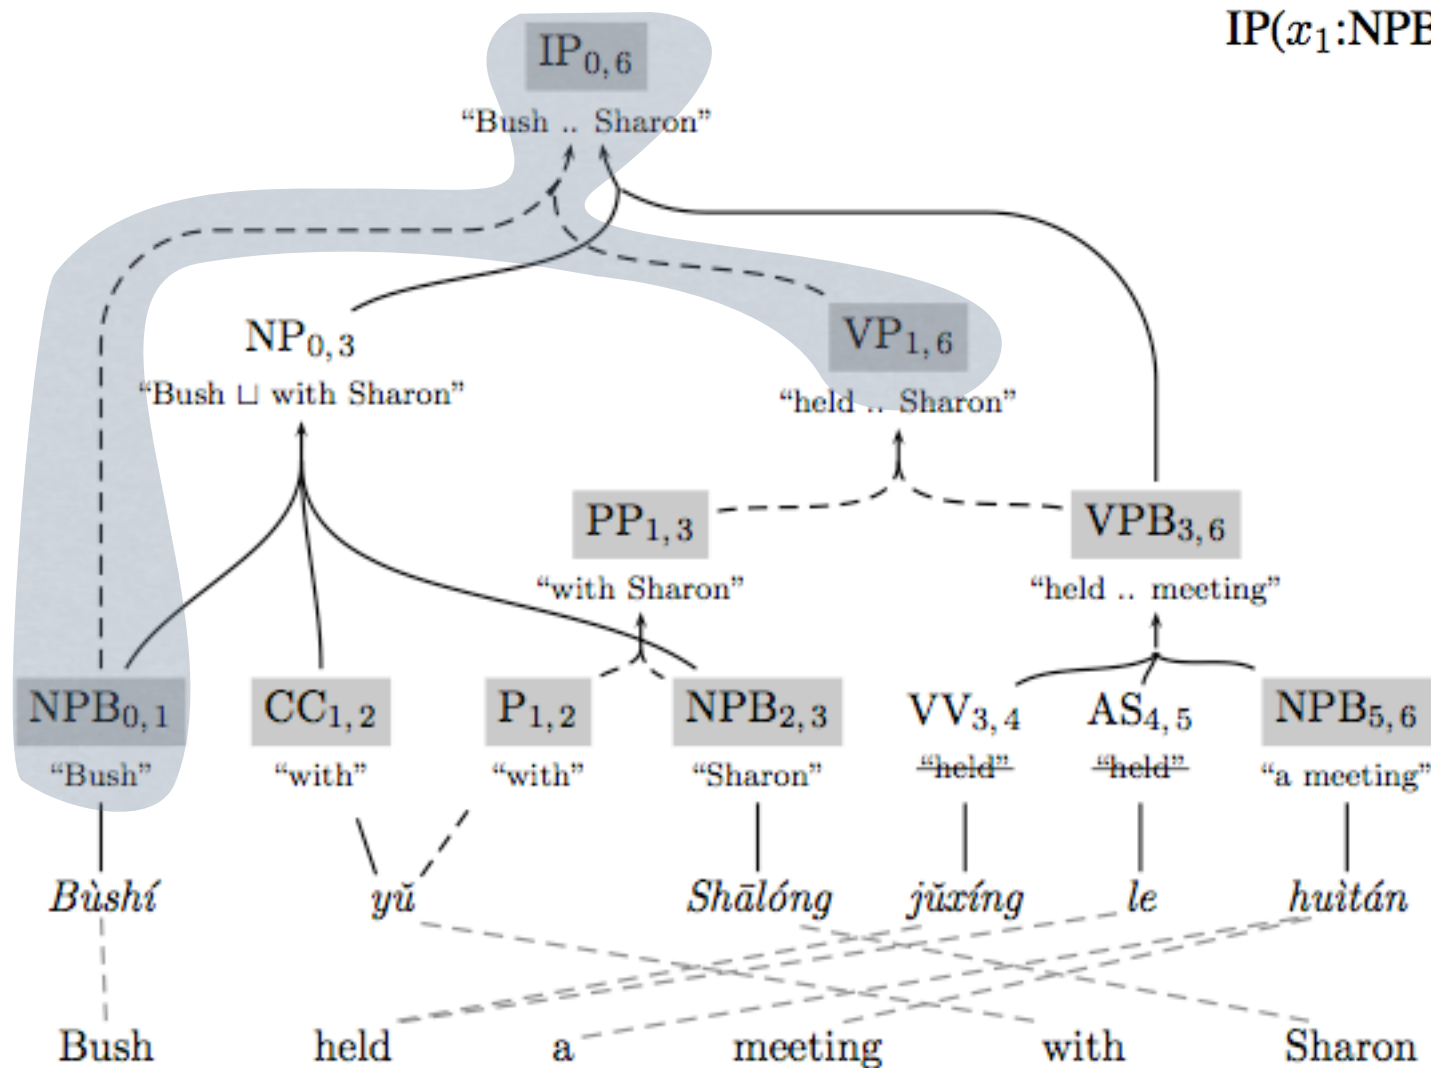 IP(x₁:NPB
IP₀,₆
“Bush .. Sharon”
NP₀,₃
“Bush ⊔ with Sharon”
VP₁,₆
“held .. Sharon”
PP₁,₃
“with Sharon”
VPB₃,₆
“held .. meeting”
NPB₀,₁ CC₁,₂ P₁,₂ NPB₂,₃ VV₃,₄ AS₄,₅ NPB₅,₆
“Bush” “with” “with” “Sharon” “held” “held” “a meeting”
Bùshí yǔ Shālóng jǔxíng le huìtán
Bush held a meeting with Sharon